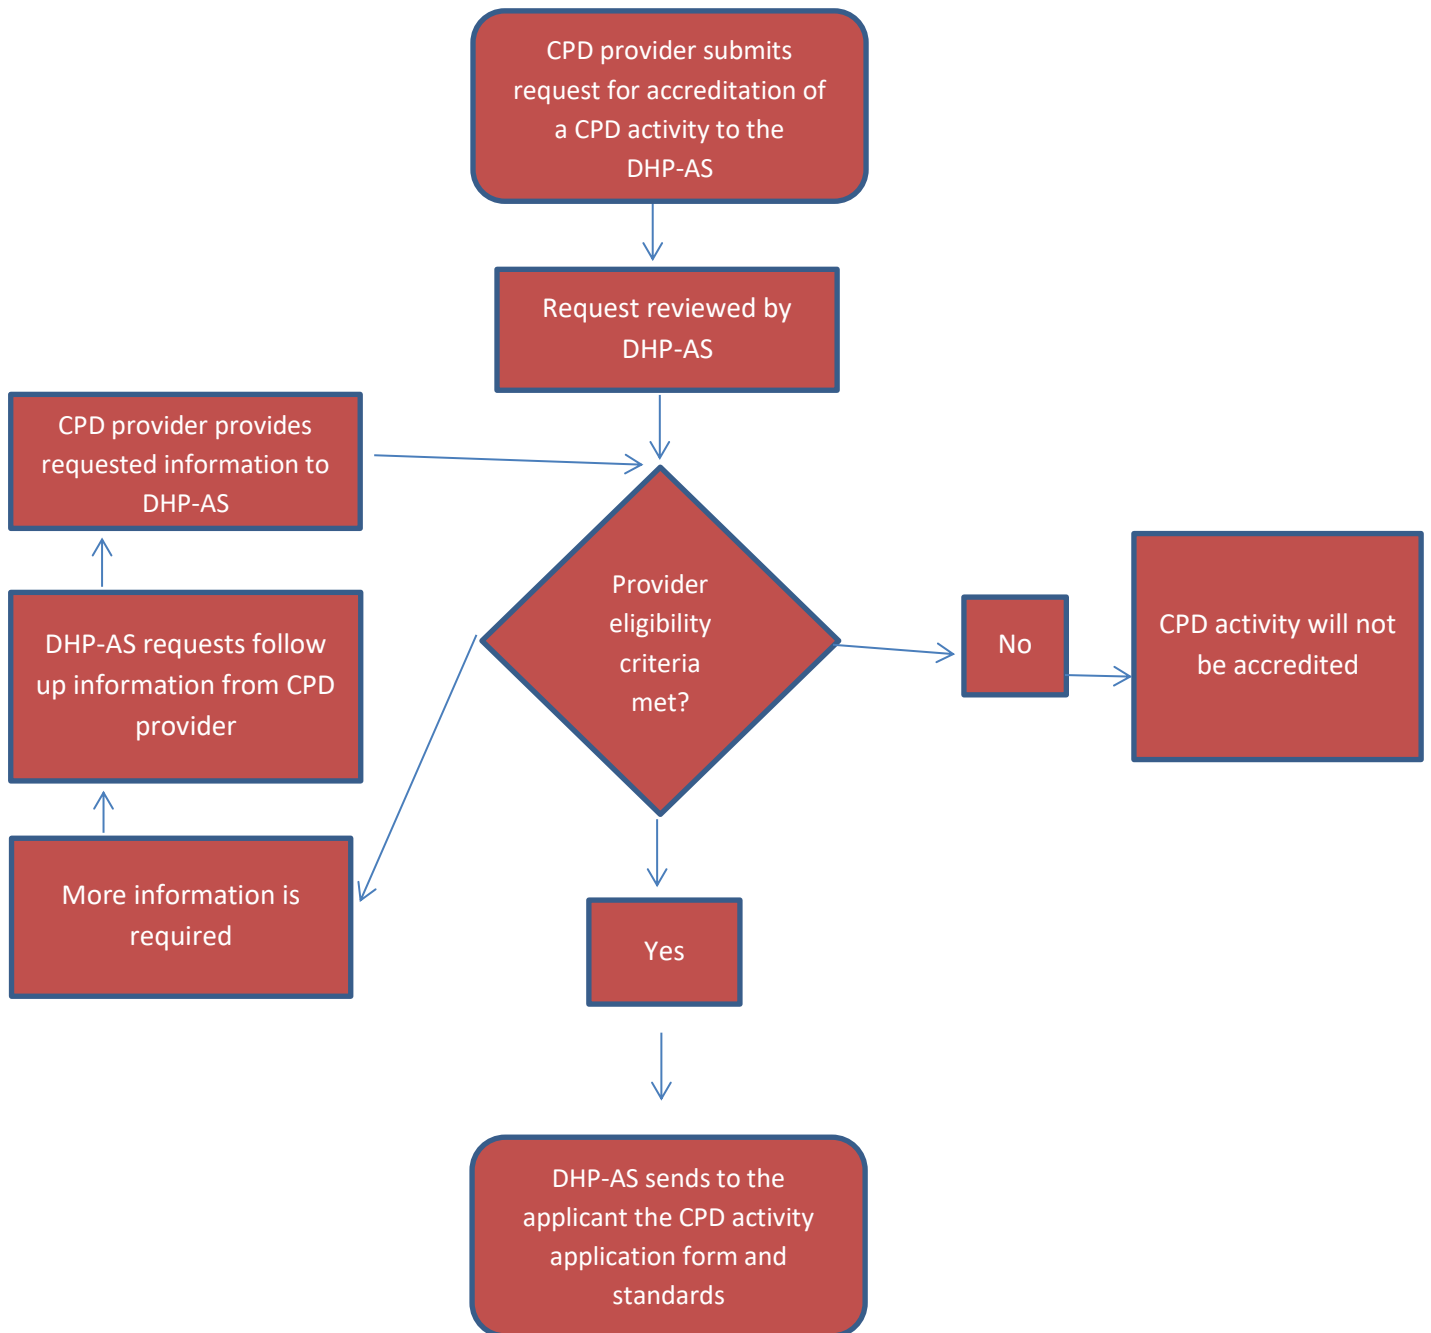 CPD provider submits
request for accreditation of
a CPD activity to the
DHP-AS
Request reviewed by
DHP-AS
CPD provider provides
requested information to
DHP-AS
DHP-AS requests follow
up information from CPD
provider
More information is
required
Provider
eligibility
criteria
met?
No
CPD activity will not
be accredited
Yes
DHP-AS sends to the
applicant the CPD activity
application form and
standards